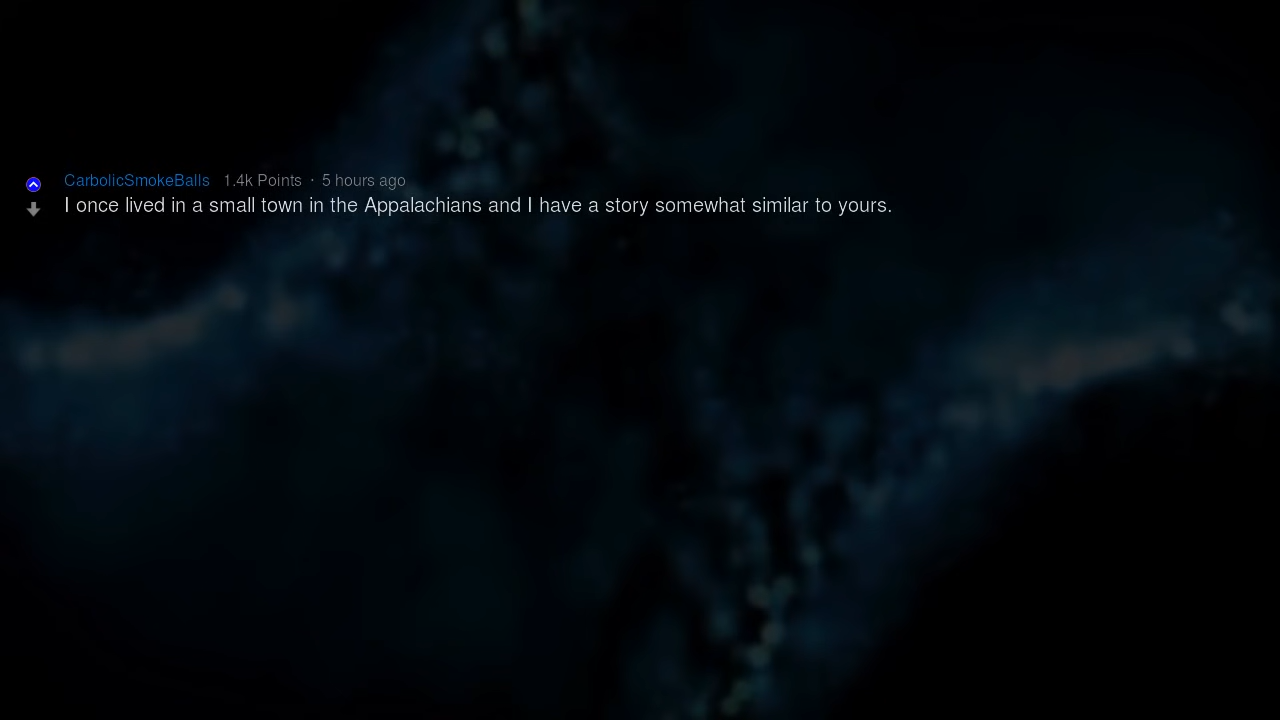 CarbolicSmokeBalls 1.4k Points · 5 hours ago
I once lived in a small town in the Appalachians and I have a story somewhat similar to yours.